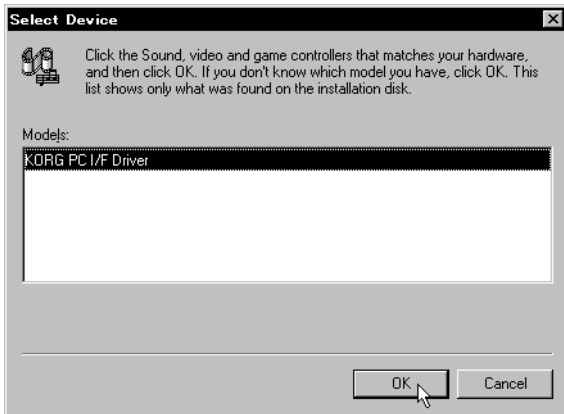 Select Device
Click the Sound, video and game controllers that matches your hardware,
and then click OK. If you don't know which model you have, click OK. This
list shows only what was found on the installation disk.
Models:
KORG PC I/F Driver
OK
Cancel